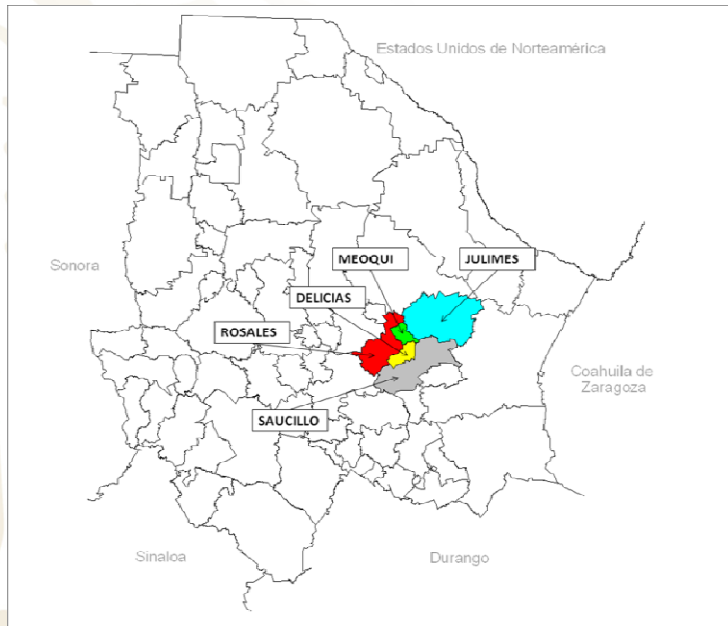 Estados Unidos de Norteamérica
MEOQUI
JULIMES
Sonora
DELICIAS
ROSALES
Coahuila de
Zaragoza
SAUCILLO
Sinaloa
Durango